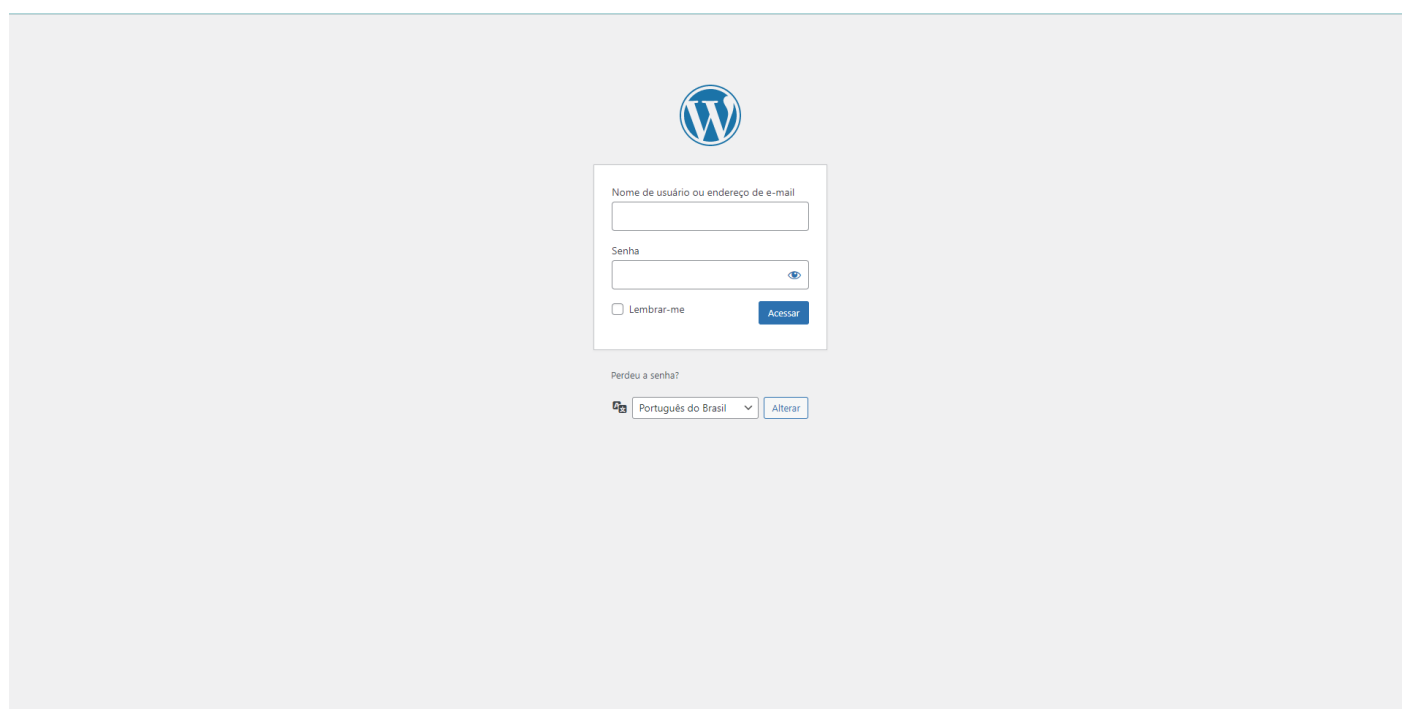 Nome de usuário ou endereço de e-mail
Senha
Lembrar-me
Acessar
Perdeu a senha?
Português do Brasil
Alterar